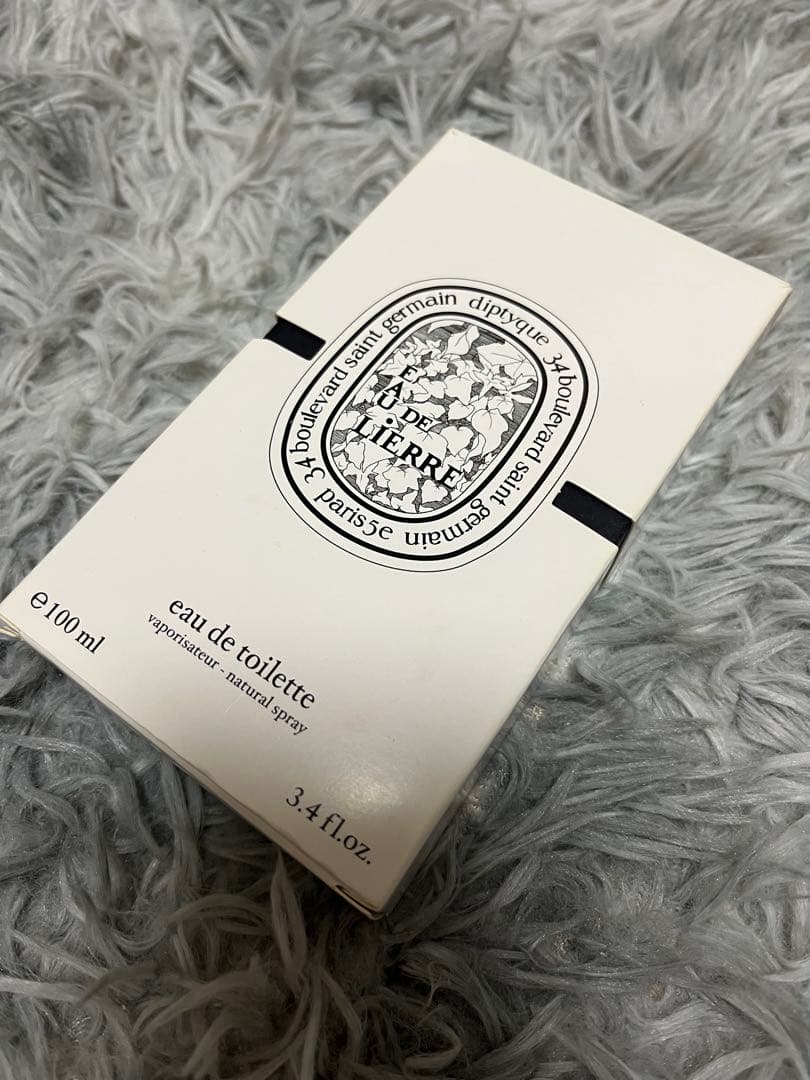 34 boulevard saint germain diptyque 34 boulevard saint germain paris 5e
EAU DE
LiERRE
eau de toilette
vaporisateur - natural spray
e 100 ml
3.4 fl.oz.